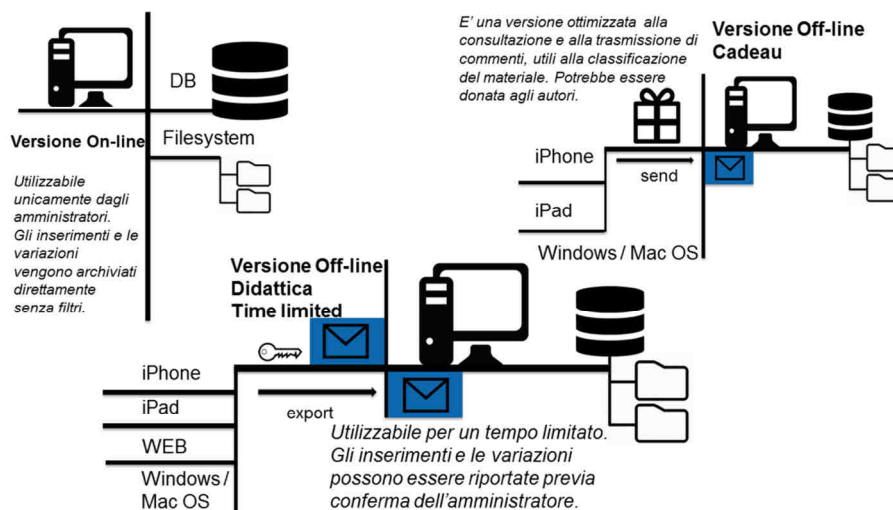 DB
Versione On-line
Filesystem
Utilizzabile
unicamente dagli
amministratori.
Gli inserimenti e le
variazioni
vengono archiviati
direttamente
senza filtri.
E' una versione ottimizzata alla
consultazione e alla trasmissione di
commenti, utili alla classificazione
del materiale. Potrebbe essere
donata agli autori.
Versione Off-line
Cadeau
iPhone
send
iPad
Windows / Mac OS
Versione Off-line
Didattica
Time limited
iPhone
iPad
export
WEB
Windows /
Mac OS
Utilizzabile per un tempo limitato.
Gli inserimenti e le variazioni
possono essere riportate previa
conferma dell'amministratore.